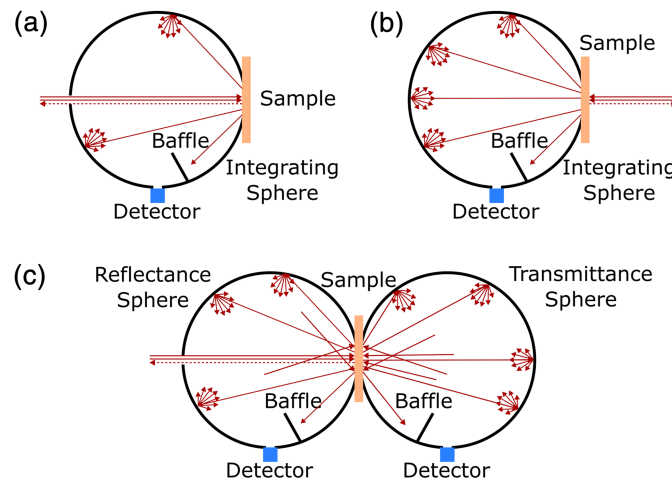 (a)
Sample
Baffle
Integrating
Sphere
Detector
(b)
Sample
Baffle
Integrating
Sphere
Detector
(c)
Reflectance
Sphere
Sample
Transmittance
Sphere
Baffle
Baffle
Detector
Detector